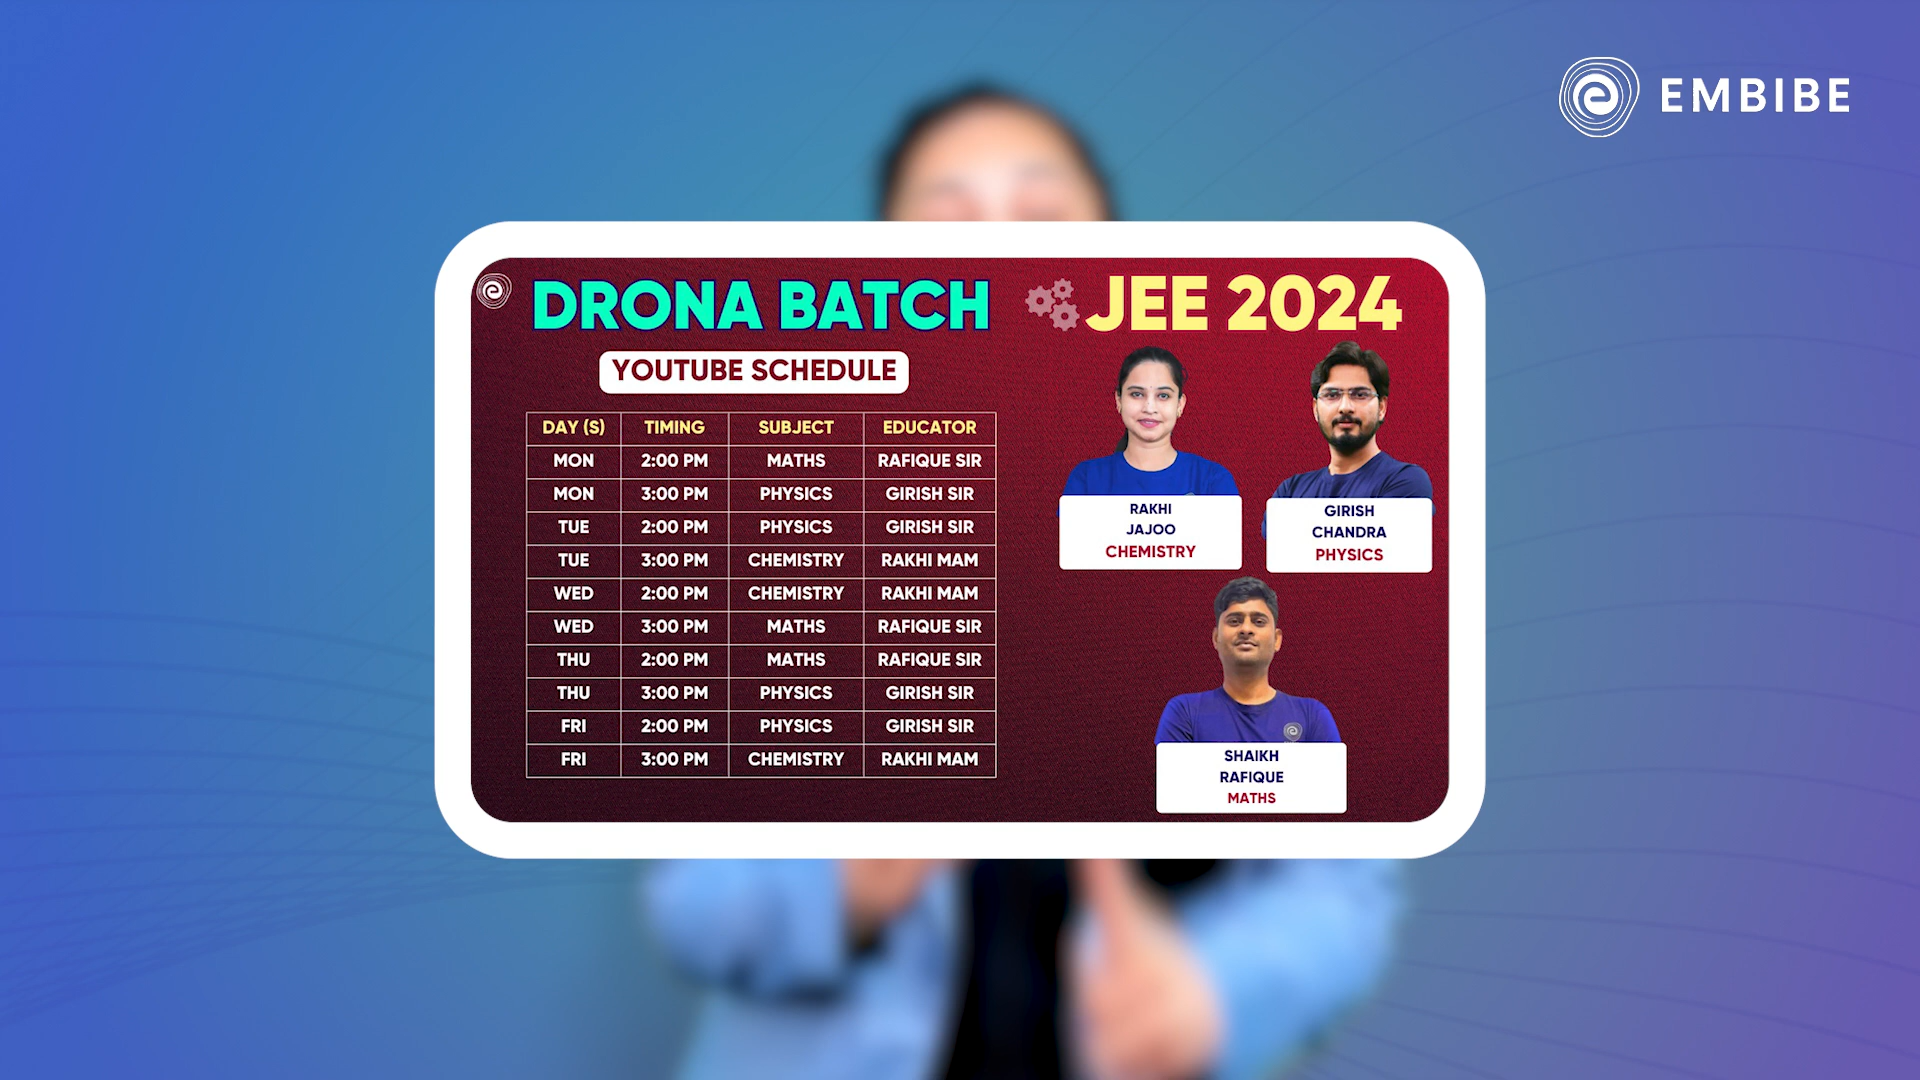 EMBIBE
DRONA BATCH
JEE 2024
YOUTUBE SCHEDULE
DAY (S) TIMING SUBJECT EDUCATOR
MON 2:00 PM MATHS RAFIQUE SIR
MON 3:00 PM PHYSICS GIRISH SIR
TUE 2:00 PM PHYSICS GIRISH SIR
TUE 3:00 PM CHEMISTRY RAKHI MAM
WED 2:00 PM CHEMISTRY RAKHI MAM
WED 3:00 PM MATHS RAFIQUE SIR
THU 2:00 PM MATHS RAFIQUE SIR
THU 3:00 PM PHYSICS GIRISH SIR
FRI 2:00 PM PHYSICS GIRISH SIR
FRI 3:00 PM CHEMISTRY RAKHI MAM
RAKHI
JAJOO
CHEMISTRY
GIRISH
CHANDRA
PHYSICS
SHAIKH
RAFIQUE
MATHS